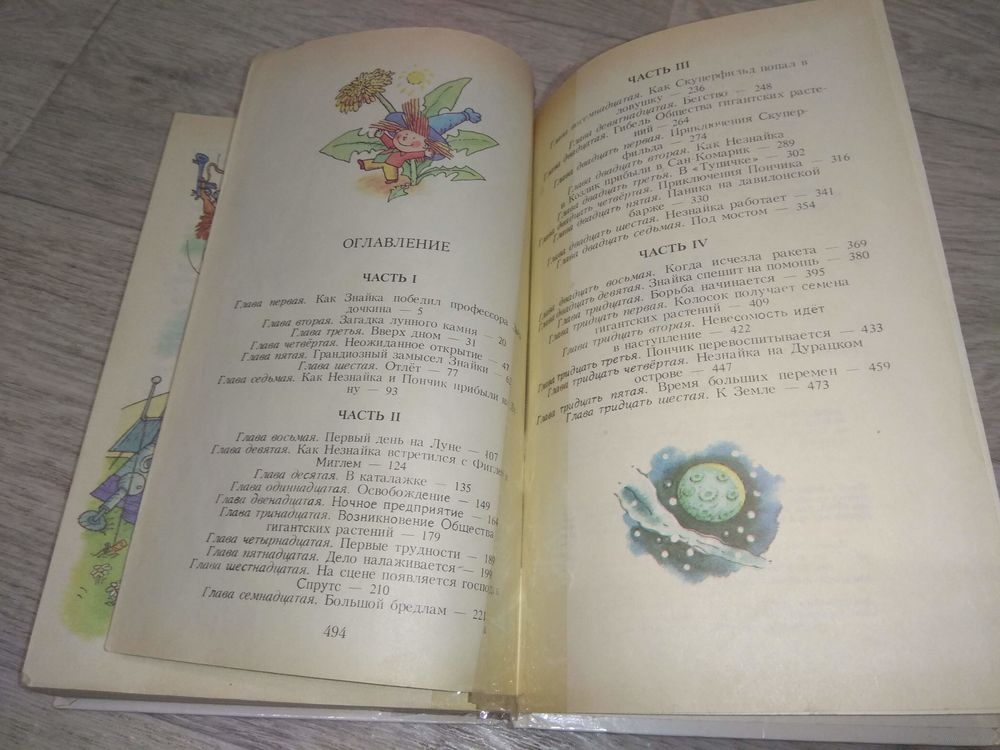 ОГЛАВЛЕНИЕ
ЧАСТЬ I
Глава первая. Как Знайка победил профессора
дочкина — 5
Глава вторая. Загадка лунного камня — 20
Глава третья. Вверх дном — 31
Глава четвёртая. Неожиданное открытие — 47
Глава пятая. Грандиозный замысел Знайки —
Глава шестая. Отлёт — 77
Глава седьмая. Как Незнайка и Пончик прибыли на
ну — 93
ЧАСТЬ II
Глава восьмая. Первый день на Луне — 107
Глава девятая. Как Незнайка встретился с Фиглем и
Миглем — 124
Глава десятая. В каталажке — 135
Глава одиннадцатая. Освобождение — 149
Глава двенадцатая. Ночное предприятие — 164
Глава тринадцатая. Возникновение Общества
гигантских растений — 179
Глава четырнадцатая. Первые трудности — 189
Глава пятнадцатая. Дело налаживается — 199
Глава шестнадцатая. На сцене появляется господин
Спрутс — 210
Глава семнадцатая. Большой бредлам — 221
494
ЧАСТЬ III
Глава восемнадцатая. Как Скуперфильд попал в
ловушку — 236
Глава девятнадцатая. Бегство — 248
Глава двадцатая. Гибель Общества гигантских расте-
ний — 264
Глава двадцать первая. Приключения Скупер-
фильда — 274
Глава двадцать вторая. Как Незнайка
и Козлик прибыли в Сан-Комарик — 289
Глава двадцать третья. В «Тупичке» — 302
Глава двадцать четвёртая. Приключения Пончика — 316
Глава двадцать пятая. Паника на давилонской
барже — 330
Глава двадцать шестая. Незнайка работает — 341
Глава двадцать седьмая. Под мостом — 354
ЧАСТЬ IV
Глава двадцать восьмая. Когда исчезла ракета — 369
Глава двадцать девятая. Знайка спешит на помощь — 380
Глава тридцатая. Борьба начинается — 395
Глава тридцать первая. Колосок получает семена
гигантских растений — 409
Глава тридцать вторая. Невесомость идёт
в наступление — 422
Глава тридцать третья. Пончик перевоспитывается — 433
Глава тридцать четвёртая. Незнайка на Дурацком
острове — 447
Глава тридцать пятая. Время больших перемен — 459
Глава тридцать шестая. К Земле — 473